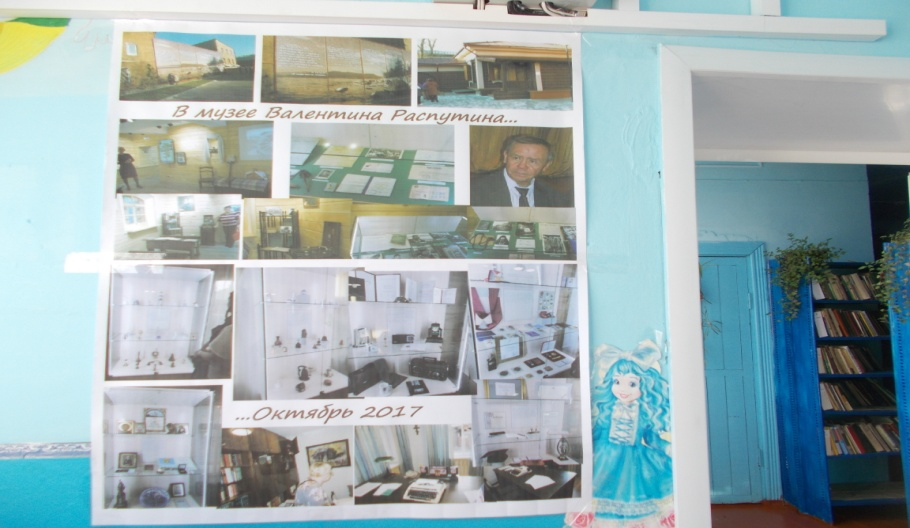 В музее Валентина Распутина...
...Октябрь 2017